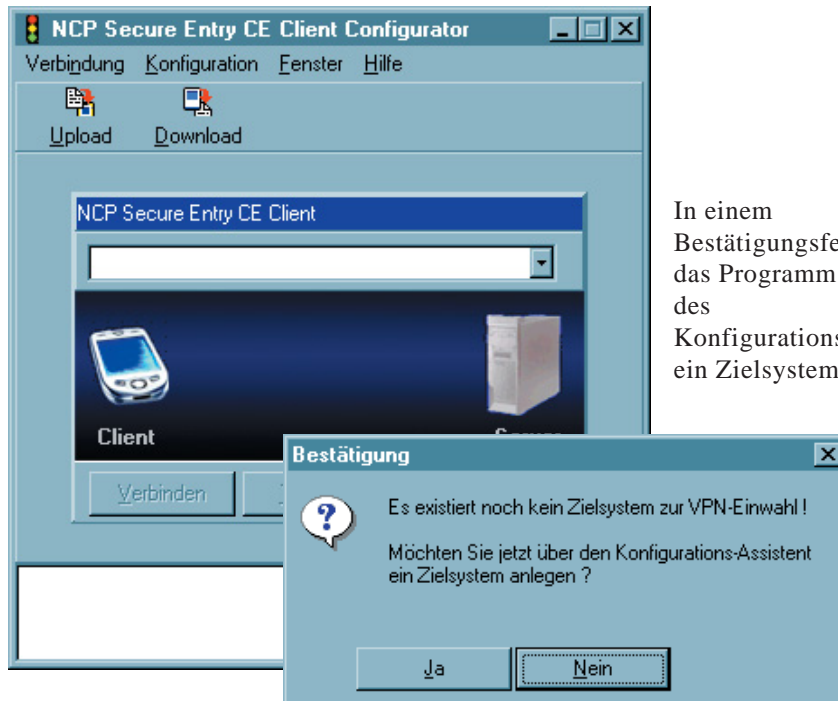 NCP Secure Entry CE Client Configurator
Verbindung Konfiguration Fenster Hilfe
Upload Download
NCP Secure Entry CE Client
Client
Verbinden
In einem
das Programm
des
ein Zielsystem
Bestätigung
Es existiert noch kein Zielsystem zur VPN-Einwahl !
Möchten Sie jetzt über den Konfigurations-Assistent
ein Zielsystem anlegen ?
Ja Nein